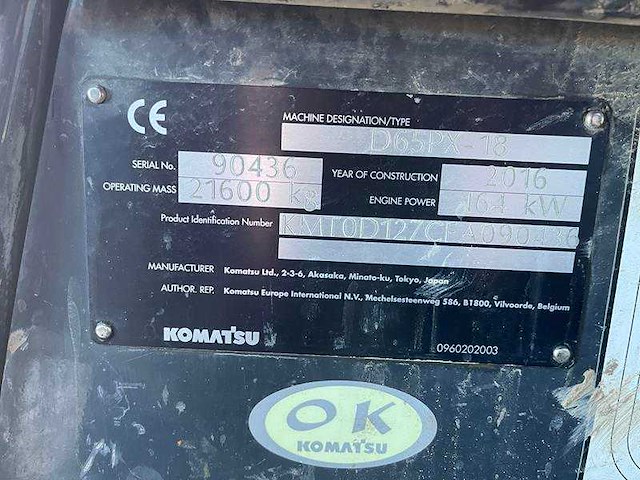 CE
MACHINE DESIGNATION/TYPE
D65PX-18
SERIAL No. 90436 YEAR OF CONSTRUCTION 2016
OPERATING MASS 21600 kg ENGINE POWER 164 kW
Product Identification Number
MANUFACTURER Komatsu Ltd., 2-3-6, Akasaka, Minato-ku, Tokyo, Japan
AUTHOR. REP. Komatsu Europe International N.V., Mechelsesteenweg 586, B1800, Vilvoorde, Belgium
KOMATSU 0960202003
OK
KOMATSU